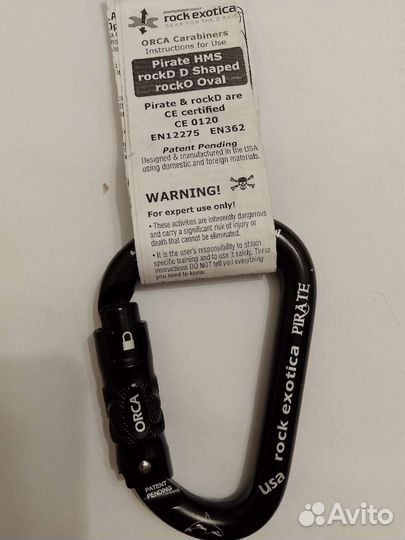 rock exotica
GEAR FOR THE Z AXIS
ORCA Carabiners
Instructions for Use
Pirate HMS
rockD D Shaped
rockO Oval
Pirate & rockD are
CE certified
CE 0120
EN12275 EN362
Patent Pending
Designed & manufactured in the USA
using domestic and foreign materials.
WARNING!
For expert use only!
• These activities are inherently dangerous
and carry a significant risk of injury or
death that cannot be eliminated.
• It is the user's responsibility to obtain
specific training and to use it safely. These
instructions DO NOT tell you everything
you need to know.
ORCA
PATENT
PENDING
usa rock exotica PIRATE
Avito